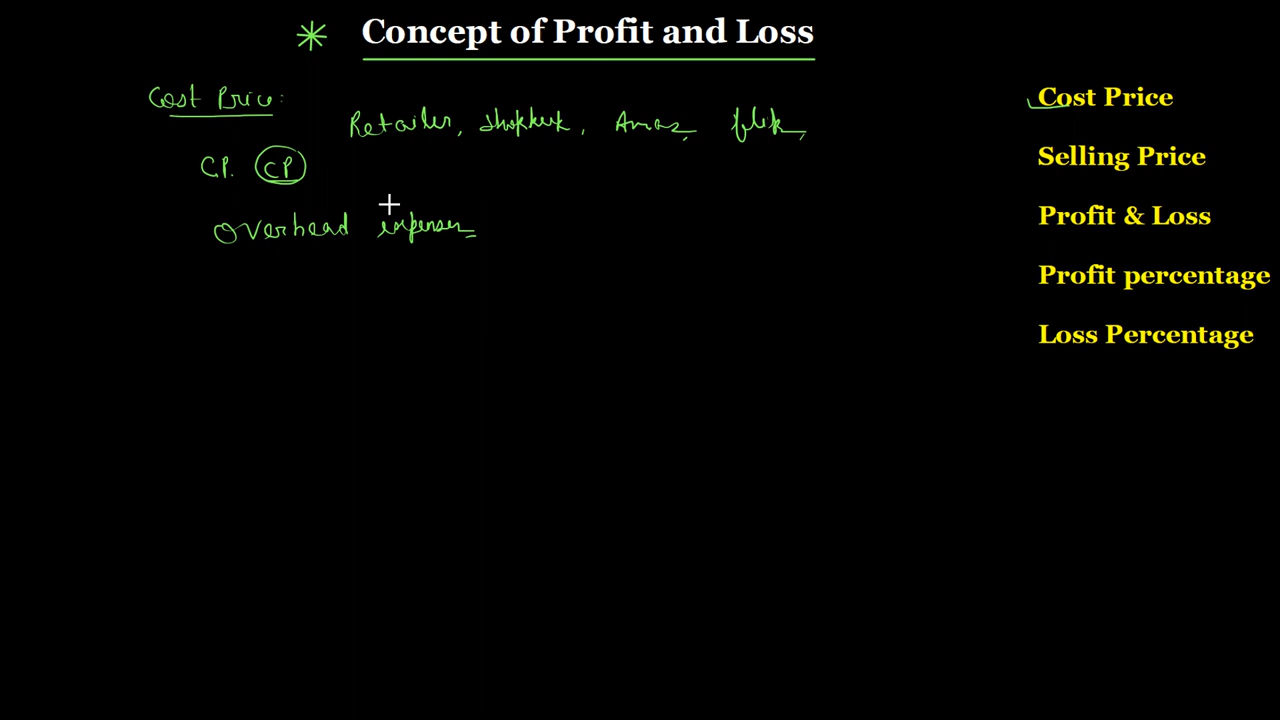 Concept of Profit and Loss
Cost Price:
Retailer,
C.P. CP
Overhead expenses
Cost Price
Selling Price
Profit & Loss
Profit percentage
Loss Percentage